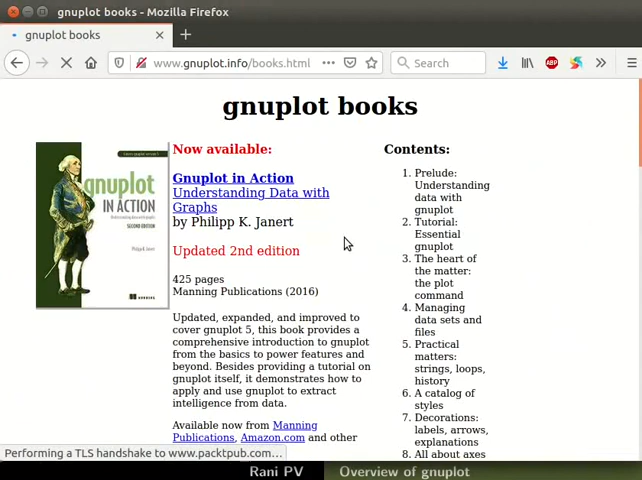 gnuplot books - Mozilla Firefox
gnuplot books
www.gnuplot.info/books.html
Search
ABP
gnuplot books
gnuplot
IN ACTION
SECOND EDITION
Philipp K. Janert
MANNING
Now available:
Gnuplot in Action
Understanding Data with
Graphs
by Philipp K. Janert
Updated 2nd edition
425 pages
Manning Publications (2016)
Updated, expanded, and improved to
cover gnuplot 5, this book provides a
comprehensive introduction to gnuplot
from the basics to power features and
beyond. Besides providing a tutorial on
gnuplot itself, it demonstrates how to
apply and use gnuplot to extract
intelligence from data.
Available now from Manning
Publications, Amazon.com and other
Contents:
1. Prelude:
Understanding
data with
gnuplot
2. Tutorial:
Essential
gnuplot
3. The heart of
the matter:
the plot
command
4. Managing
data sets and
files
5. Practical
matters:
strings, loops,
history
6. A catalog of
styles
7. Decorations:
labels, arrows,
explanations
8. All about axes
Performing a TLS handshake to www.packtpub.com...
Rani PV
Overview of gnuplot